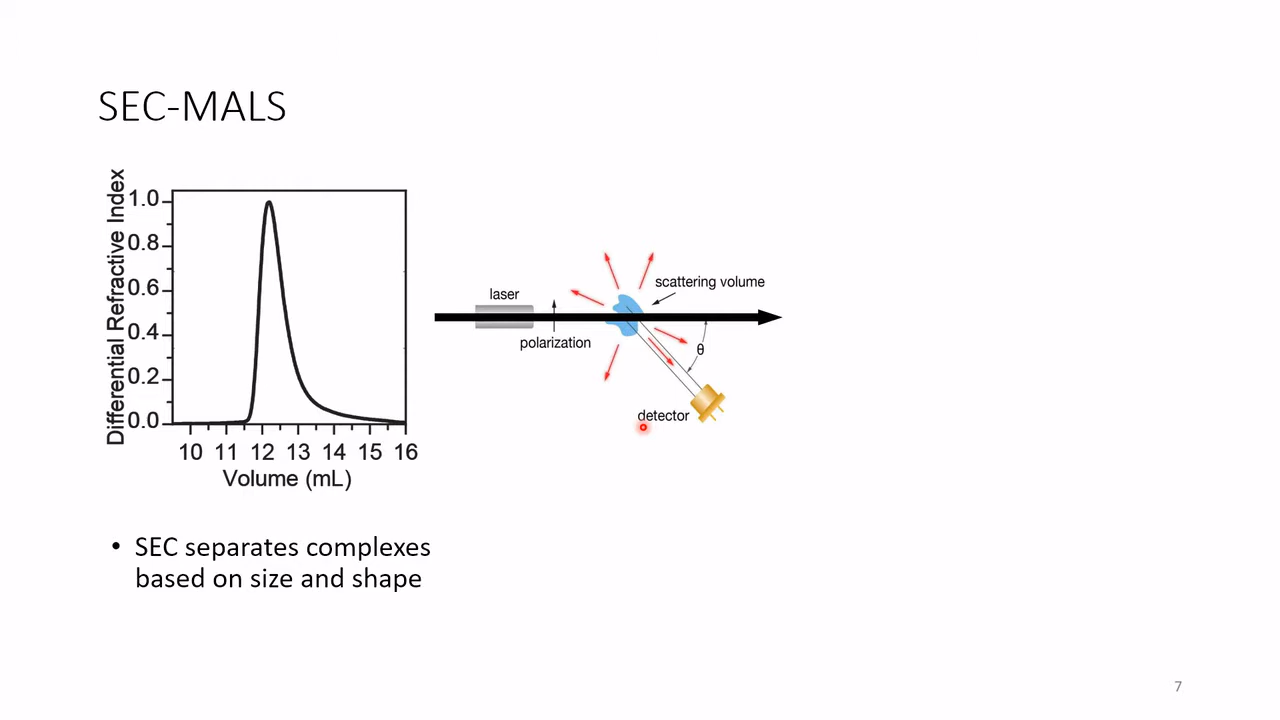 SEC-MALS
Differential Refractive Index
1.0
0.8
0.6
0.4
0.2
0.0
10 11 12 13 14 15 16
Volume (mL)
laser
polarization
scattering volume
θ
detector
• SEC separates complexes
based on size and shape
7